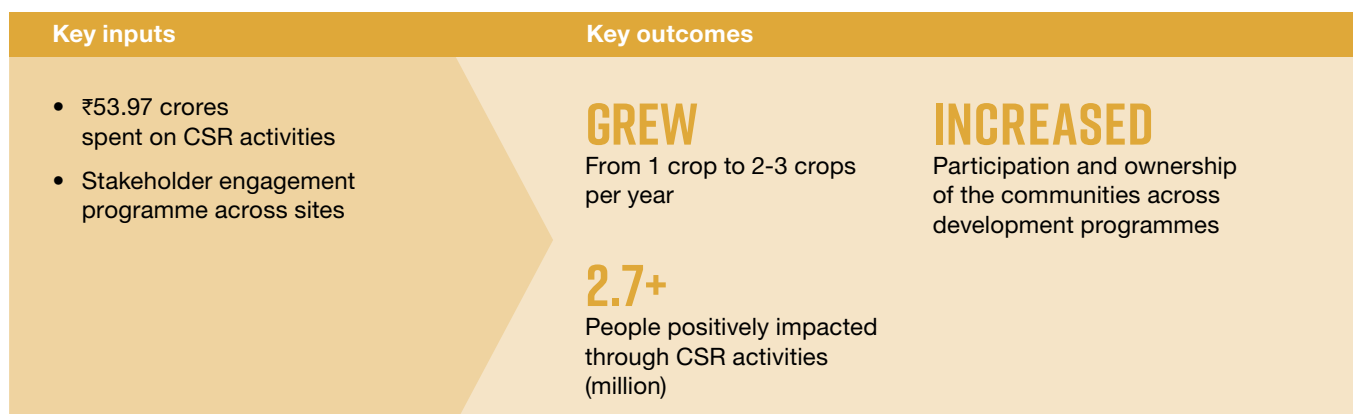 Key inputs
• ₹53.97 crores
spent on CSR activities
• Stakeholder engagement
programme across sites
Key outcomes
GREW
From 1 crop to 2-3 crops
per year
INCREASED
Participation and ownership
of the communities across
development programmes
2.7+
People positively impacted
through CSR activities
(million)